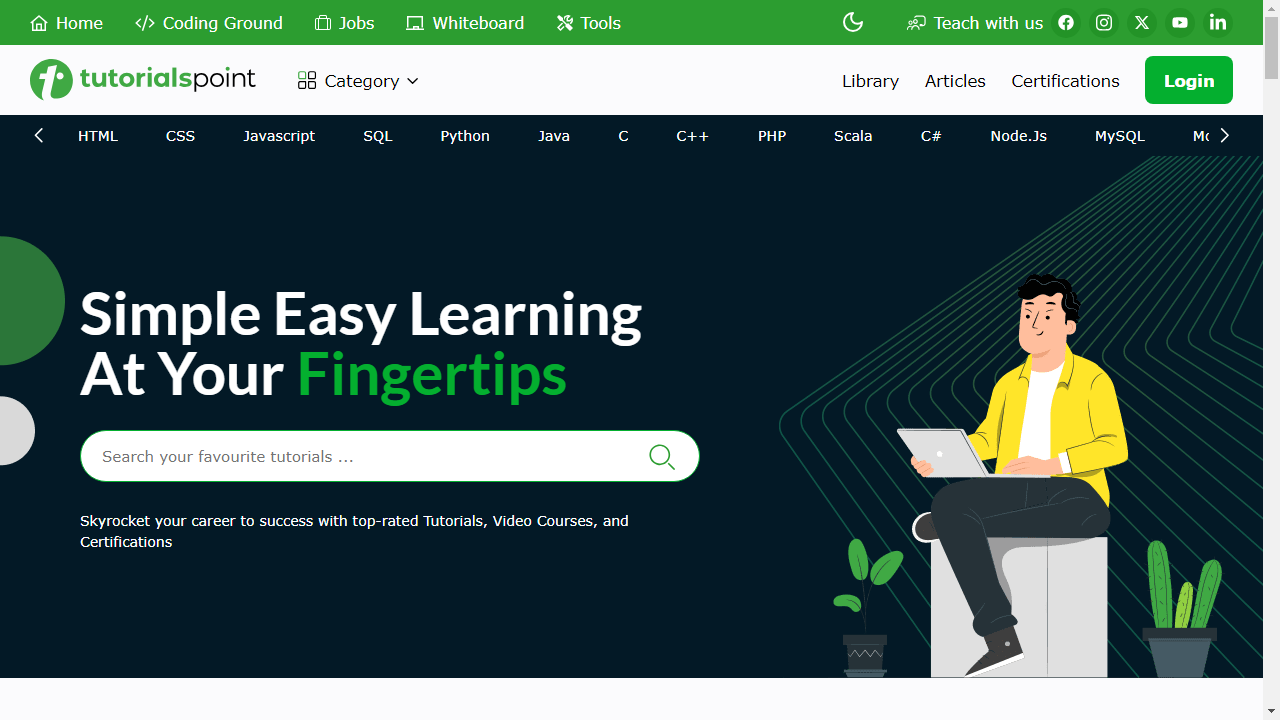 Home Coding Ground Jobs Whiteboard Tools Teach with us
tutorialspoint Category Library Articles Certifications Login
HTML CSS Javascript SQL Python Java C C++ PHP Scala C# Node.Js MySQL
Simple Easy Learning
At Your Fingertips
Search your favourite tutorials ...
Skyrocket your career to success with top-rated Tutorials, Video Courses, and
Certifications